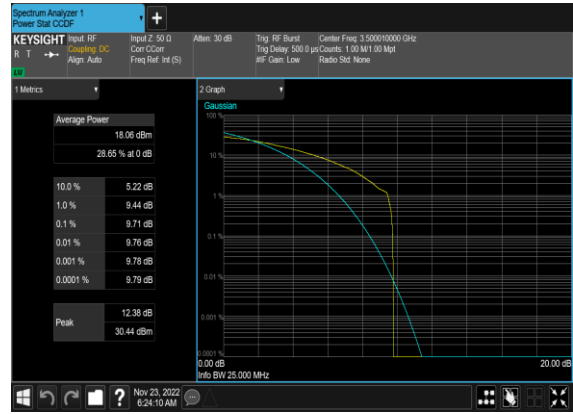 Spectrum Analyzer 1
Power Stat CCDF
+
KEYSIGHT
R T
LXI
Input: RF
Coupling: DC
Align: Auto
Input Z: 50 Ω
Corr CCorr
Freq Ref: Int (S)
Atten: 30 dB
Trig: RF Burst
Trig Delay: 500.0 µs
#IF Gain: Low
Center Freq: 3.500010000 GHz
Counts: 1.00 M/1.00 Mpt
Radio Std: None
1 Metrics
Average Power
18.06 dBm
28.65 % at 0 dB
10.0 % 5.22 dB
1.0 % 9.44 dB
0.1 % 9.71 dB
0.01 % 9.76 dB
0.001 % 9.78 dB
0.0001 % 9.79 dB
Peak
12.38 dB
30.44 dBm
2 Graph
Gaussian
100 %
10 %
1 %
0.1 %
0.01 %
0.001 %
0.0001 %
0.00 dB
20.00 dB
Info BW 25.000 MHz
?
Nov 23, 2022
6:24:10 AM